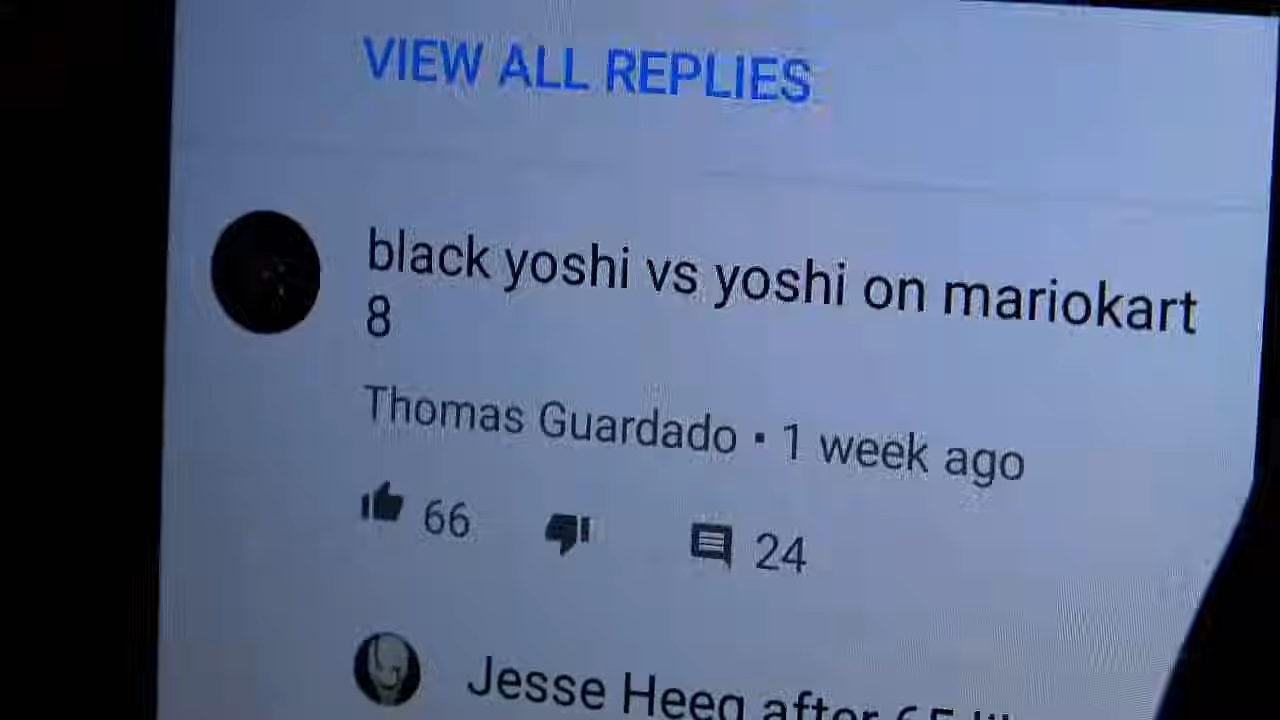 VIEW ALL REPLIES
black yoshi vs yoshi on mariokart
8
Thomas Guardado • 1 week ago
66 24
Jesse Heeg after 65